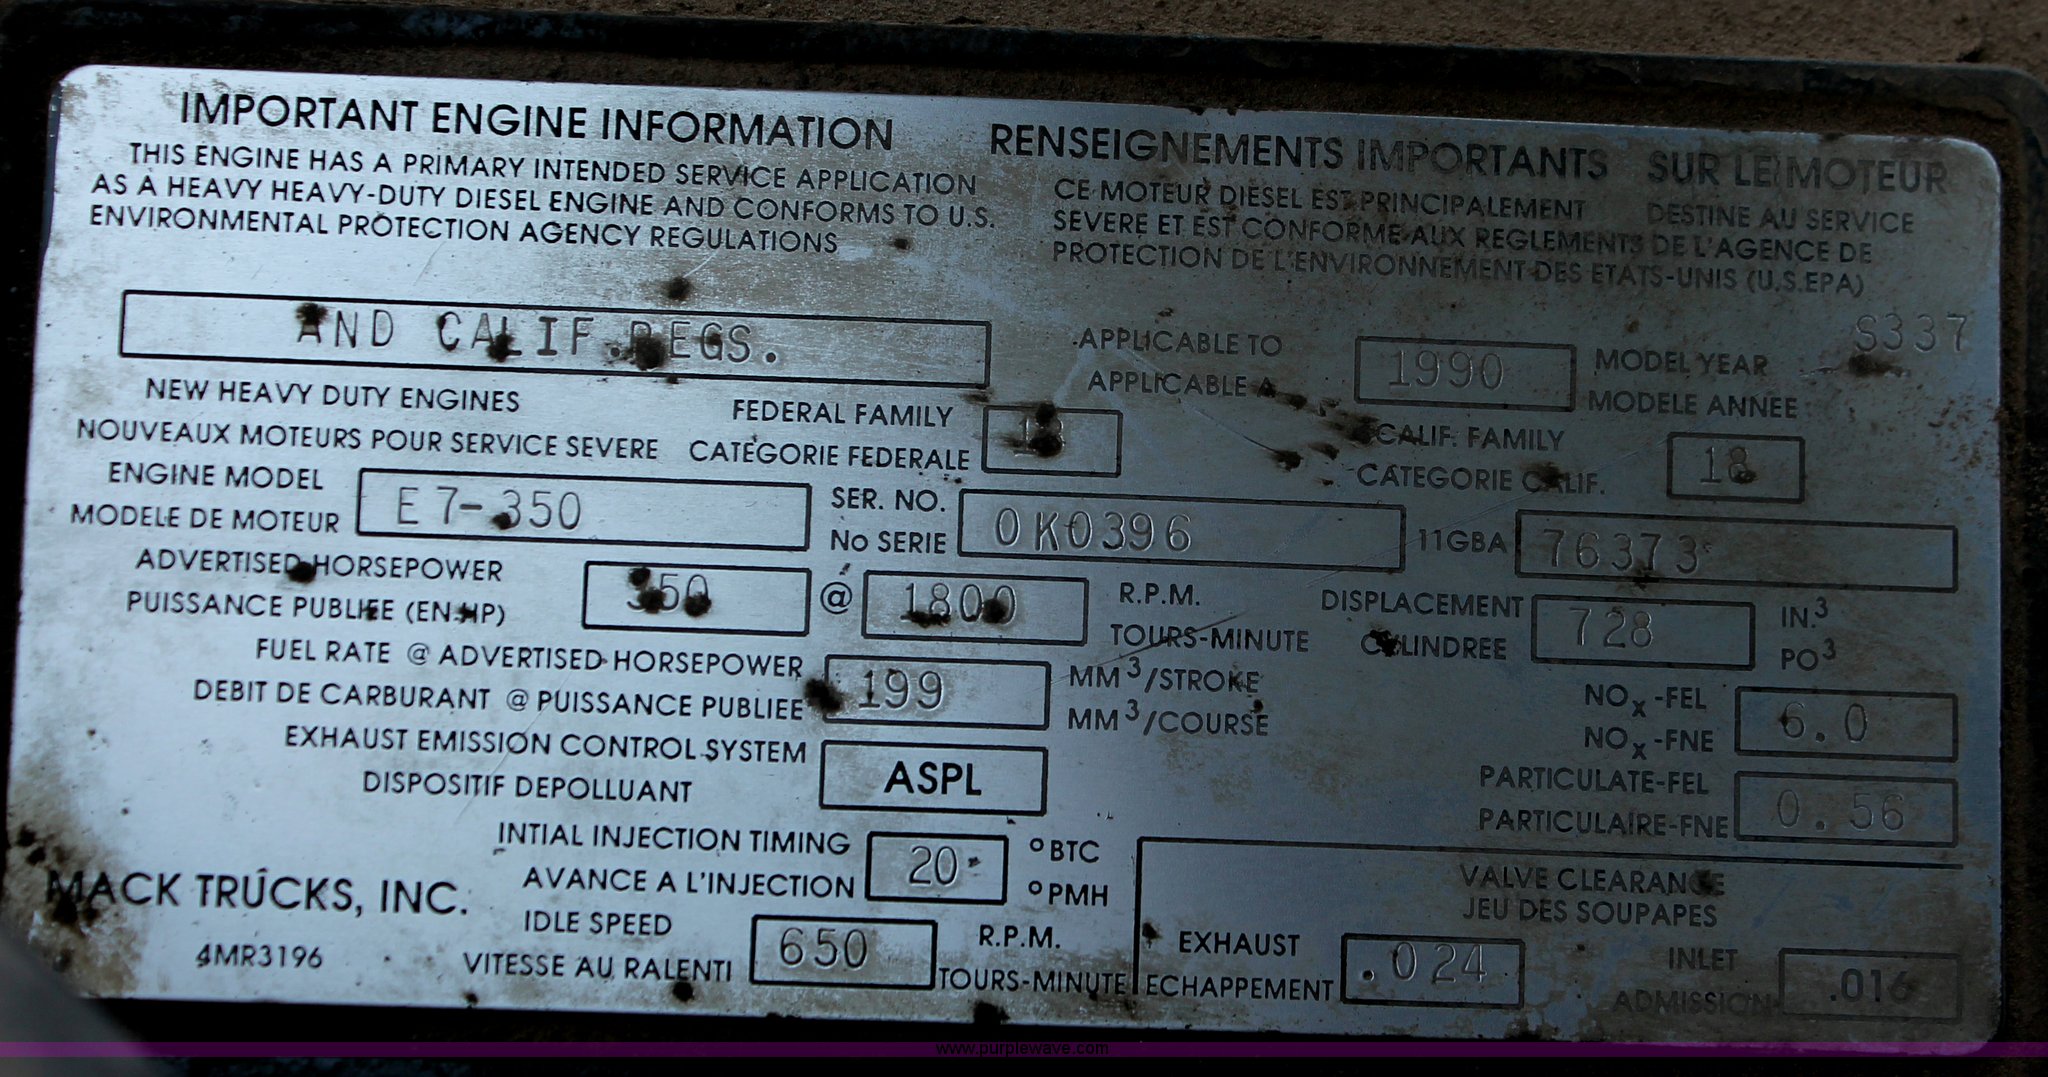 IMPORTANT ENGINE INFORMATION
THIS ENGINE HAS A PRIMARY INTENDED SERVICE APPLICATION
AS A HEAVY HEAVY-DUTY DIESEL ENGINE AND CONFORMS TO U.S.
ENVIRONMENTAL PROTECTION AGENCY REGULATIONS
RENSEIGNEMENTS IMPORTANTS SUR LE MOTEUR
CE MOTEUR DIESEL EST PRINCIPALEMENT DESTINE AU SERVICE
SEVERE ET EST CONFORME AUX REGLEMENTS DE L'AGENCE DE
PROTECTION DE L'ENVIRONNEMENT DES ETATS-UNIS (U.S.EPA)
S337
AND CALIF.REGS.
APPLICABLE TO
APPLICABLE A
1990
MODEL YEAR
MODELE ANNEE
NEW HEAVY DUTY ENGINES
NOUVEAUX MOTEURS POUR SERVICE SEVERE
FEDERAL FAMILY
CATEGORIE FEDERALE
CALIF. FAMILY
CATEGORIE CALIF.
18
ENGINE MODEL
MODELE DE MOTEUR
E7-350
SER. NO.
No SERIE
0K0396
11GBA
76373
ADVERTISED HORSEPOWER
PUISSANCE PUBLIEE (EN HP)
350
@
1800
R.P.M.
TOURS-MINUTE
DISPLACEMENT
CYLINDREE
728
IN.3
PO3
FUEL RATE @ ADVERTISED HORSEPOWER
DEBIT DE CARBURANT @ PUISSANCE PUBLIEE
199
MM3/STROKE
MM3/COURSE
NOx-FEL
NOx-FNE
6.0
EXHAUST EMISSION CONTROL SYSTEM
DISPOSITIF DEPOLLUANT
ASPL
PARTICULATE-FEL
PARTICULAIRE-FNE
0.56
INTIAL INJECTION TIMING
AVANCE A L'INJECTION
20
°BTC
°PMH
VALVE CLEARANCE
JEU DES SOUPAPES
MACK TRUCKS, INC.
4MR3196
IDLE SPEED
VITESSE AU RALENTI
650
R.P.M.
TOURS-MINUTE
EXHAUST
ECHAPPEMENT
.024
INLET
ADMISSION
.016
www.purplewave.com